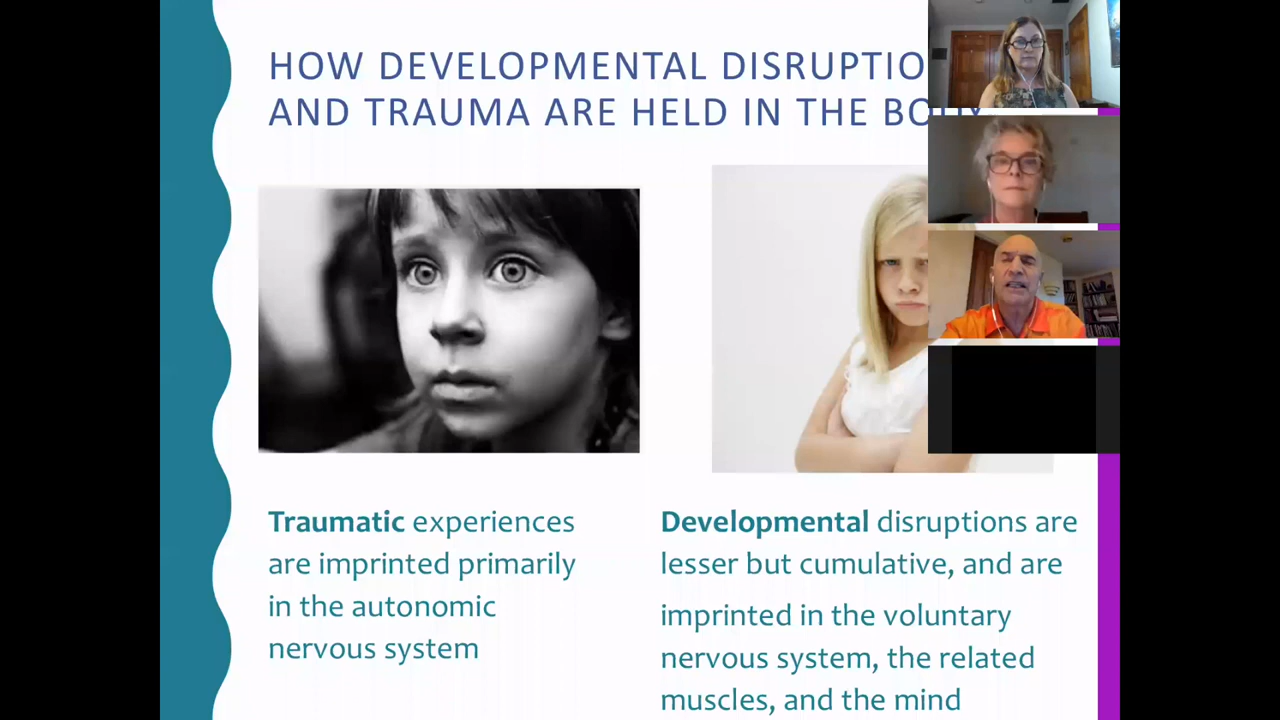 HOW DEVELOPMENTAL DISRUPTIO
AND TRAUMA ARE HELD IN THE
Traumatic experiences
are imprinted primarily
in the autonomic
nervous system
Developmental disruptions are
lesser but cumulative, and are
imprinted in the voluntary
nervous system, the related
muscles, and the mind